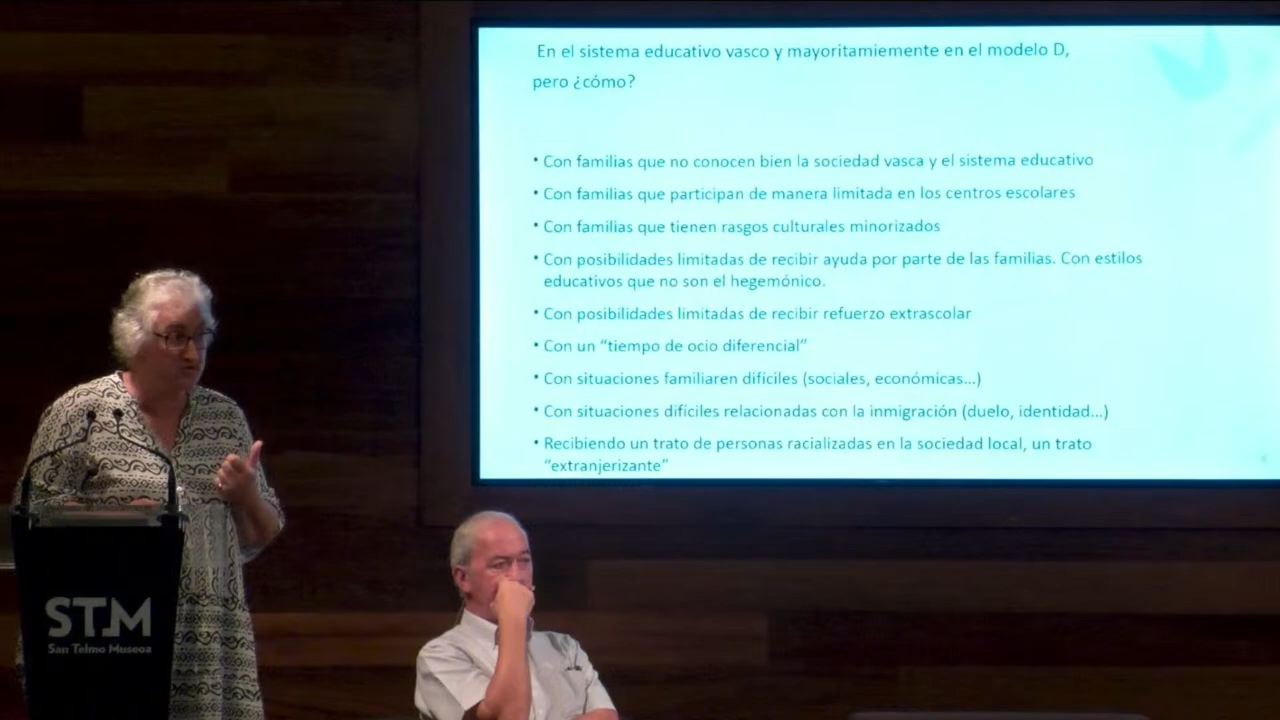 En el sistema educativo vasco y mayoritamiemente en el modelo D,
pero ¿cómo?
• Con familias que no conocen bien la sociedad vasca y el sistema educativo
• Con familias que participan de manera limitada en los centros escolares
• Con familias que tienen rasgos culturales minorizados
• Con posibilidades limitadas de recibir ayuda por parte de las familias. Con estilos
educativos que no son el hegemónico.
• Con posibilidades limitadas de recibir refuerzo extrascolar
• Con un “tiempo de ocio diferencial”
• Con situaciones familiaren difíciles (sociales, económicas...)
• Con situaciones difíciles relacionadas con la inmigración (duelo, identidad...)
• Recibiendo un trato de personas racializadas en la sociedad local, un trato
“extranjerizante”
STM
San Telmo Museoa